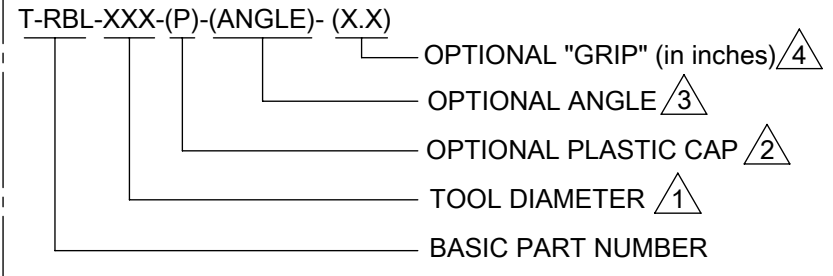 T-RBL-XXX-(P)-(ANGLE)- (X.X)
OPTIONAL "GRIP" (in inches) 4
OPTIONAL ANGLE 3
OPTIONAL PLASTIC CAP 2
TOOL DIAMETER 1
BASIC PART NUMBER